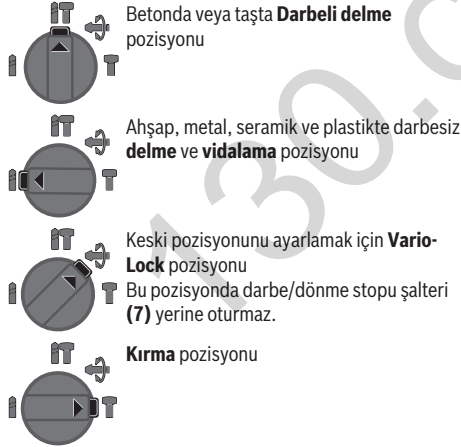 Betonda veya taşta Darbeli delme
pozisyonu
Ahşap, metal, seramik ve plastikte darbesiz
delme ve vidalama pozisyonu
Keski pozisyonunu ayarlamak için Vario-
Lock pozisyonu
Bu pozisyonda darbe/dönme stopu şalteri
(7) yerine oturmaz.
Kırma pozisyonu
130.c